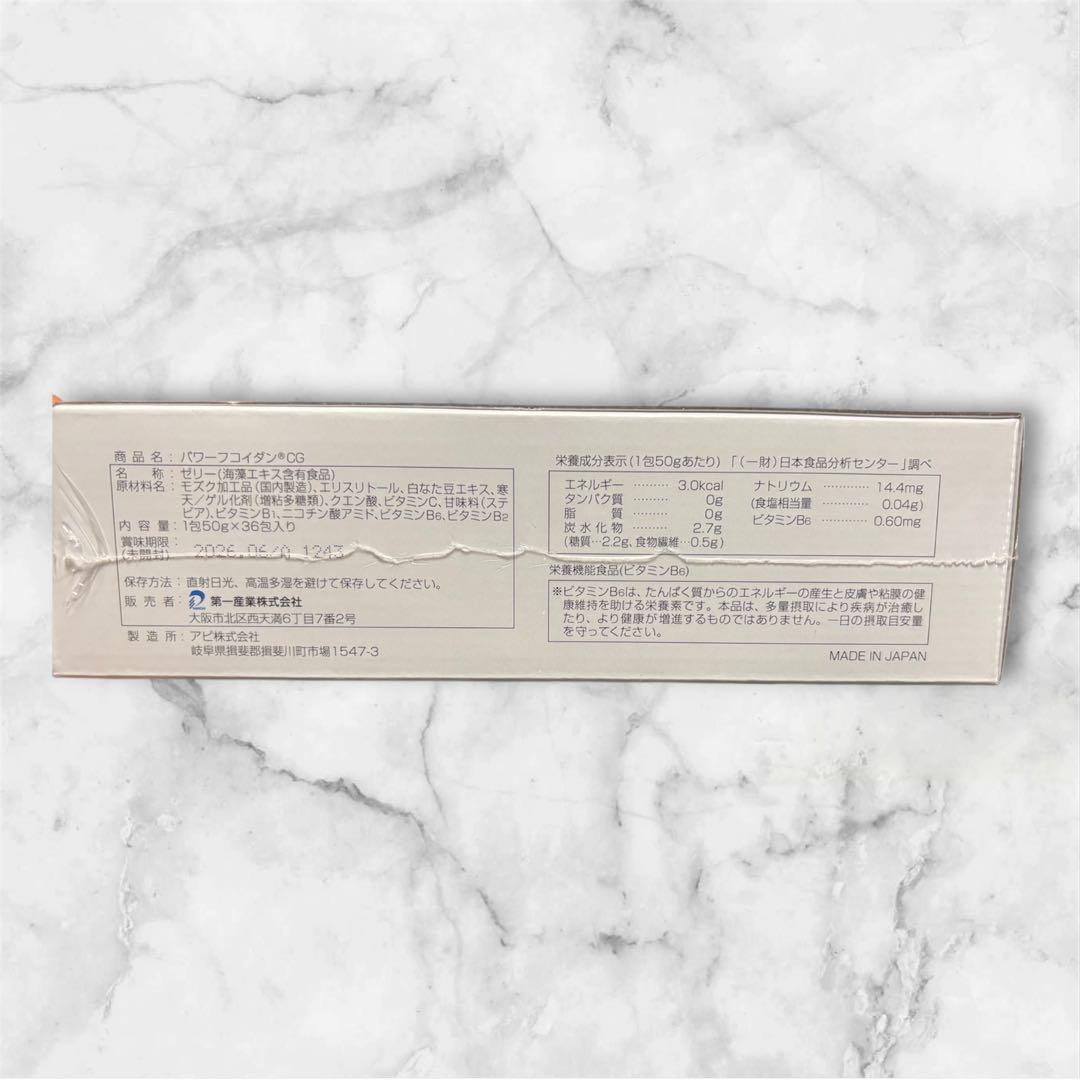 商品名：パワーフコイダン®CG
名称：ゼリー(海藻エキス含有食品)
原材料名：モズク加工品(国内製造)、エリスリトール、白なた豆エキス、寒
天／ゲル化剤(増粘多糖類)、クエン酸、ビタミンC、甘味料(ステ
ビア)、ビタミンB1、ニコチン酸アミド、ビタミンB6、ビタミンB2
内容量：1包50g×36包入り
賞味期限：
(未開封) 2026.06/A 1243
保存方法：直射日光、高温多湿を避けて保存してください。
販売者：第一産業株式会社
大阪市北区西天満6丁目7番2号
製造所：アピ株式会社
岐阜県揖斐郡揖斐川町市場1547-3
栄養成分表示(1包50gあたり)「(一財)日本食品分析センター」調べ
エネルギー ………… 3.0kcal
タンパク質 ………… 0g
脂質 ………… 0g
炭水化物 ………… 2.7g
(糖質…2.2g、食物繊維…0.5g)
ナトリウム ………… 14.4mg
(食塩相当量 0.04g)
ビタミンB6 ………… 0.60mg
栄養機能食品(ビタミンB6)
※ビタミンB6は、たんぱく質からのエネルギーの産生と皮膚や粘膜の健
康維持を助ける栄養素です。本品は、多量摂取により疾病が治癒し
たり、より健康が増進するものではありません。一日の摂取目安量
を守ってください。
MADE IN JAPAN